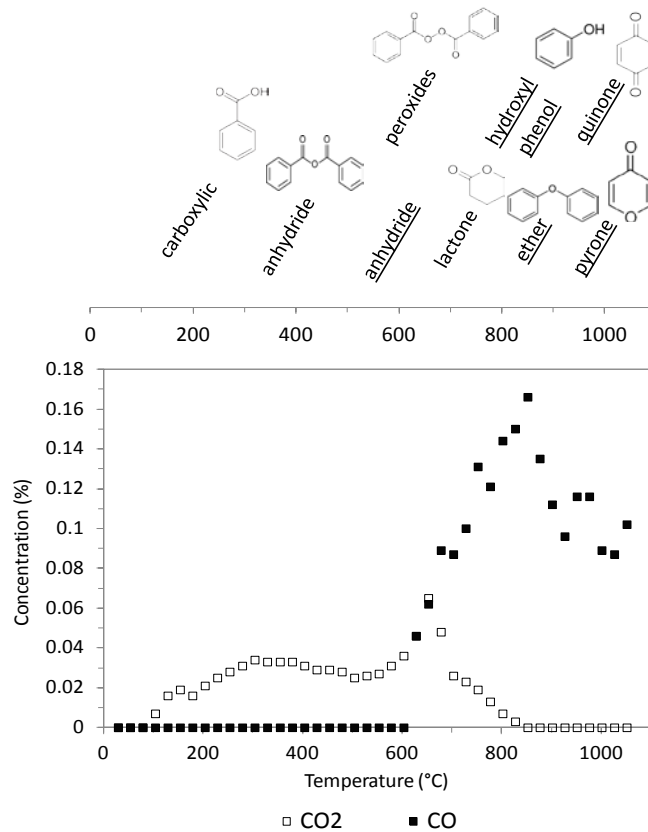 O
O
O
O
O
OH
O
O
OH
O
O
O
O
O
O
O
O
O
carboxylic
anhydride
peroxides
anhydride
lactone
hydroxyl
phenol
ether
quinone
pyrone
0 200 400 600 800 1000
0.18
0.16
0.14
0.12
0.1
0.08
0.06
0.04
0.02
0
Concentration (%)
0 200 400 600 800 1000
Temperature (°C)
CO2 CO